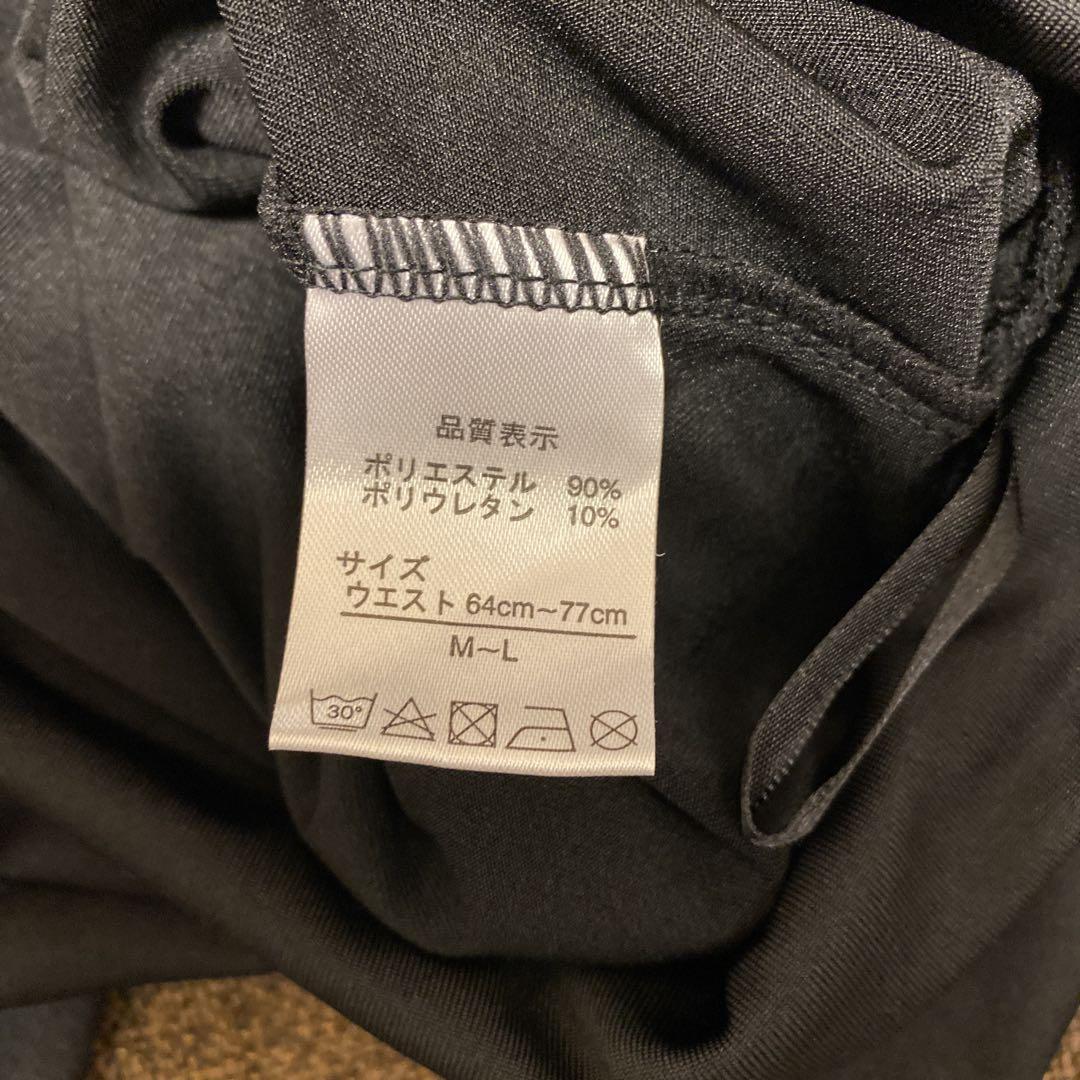 品質表示
ポリエステル 90%
ポリウレタン 10%
サイズ
ウエスト 64cm〜77cm
M〜L
30°